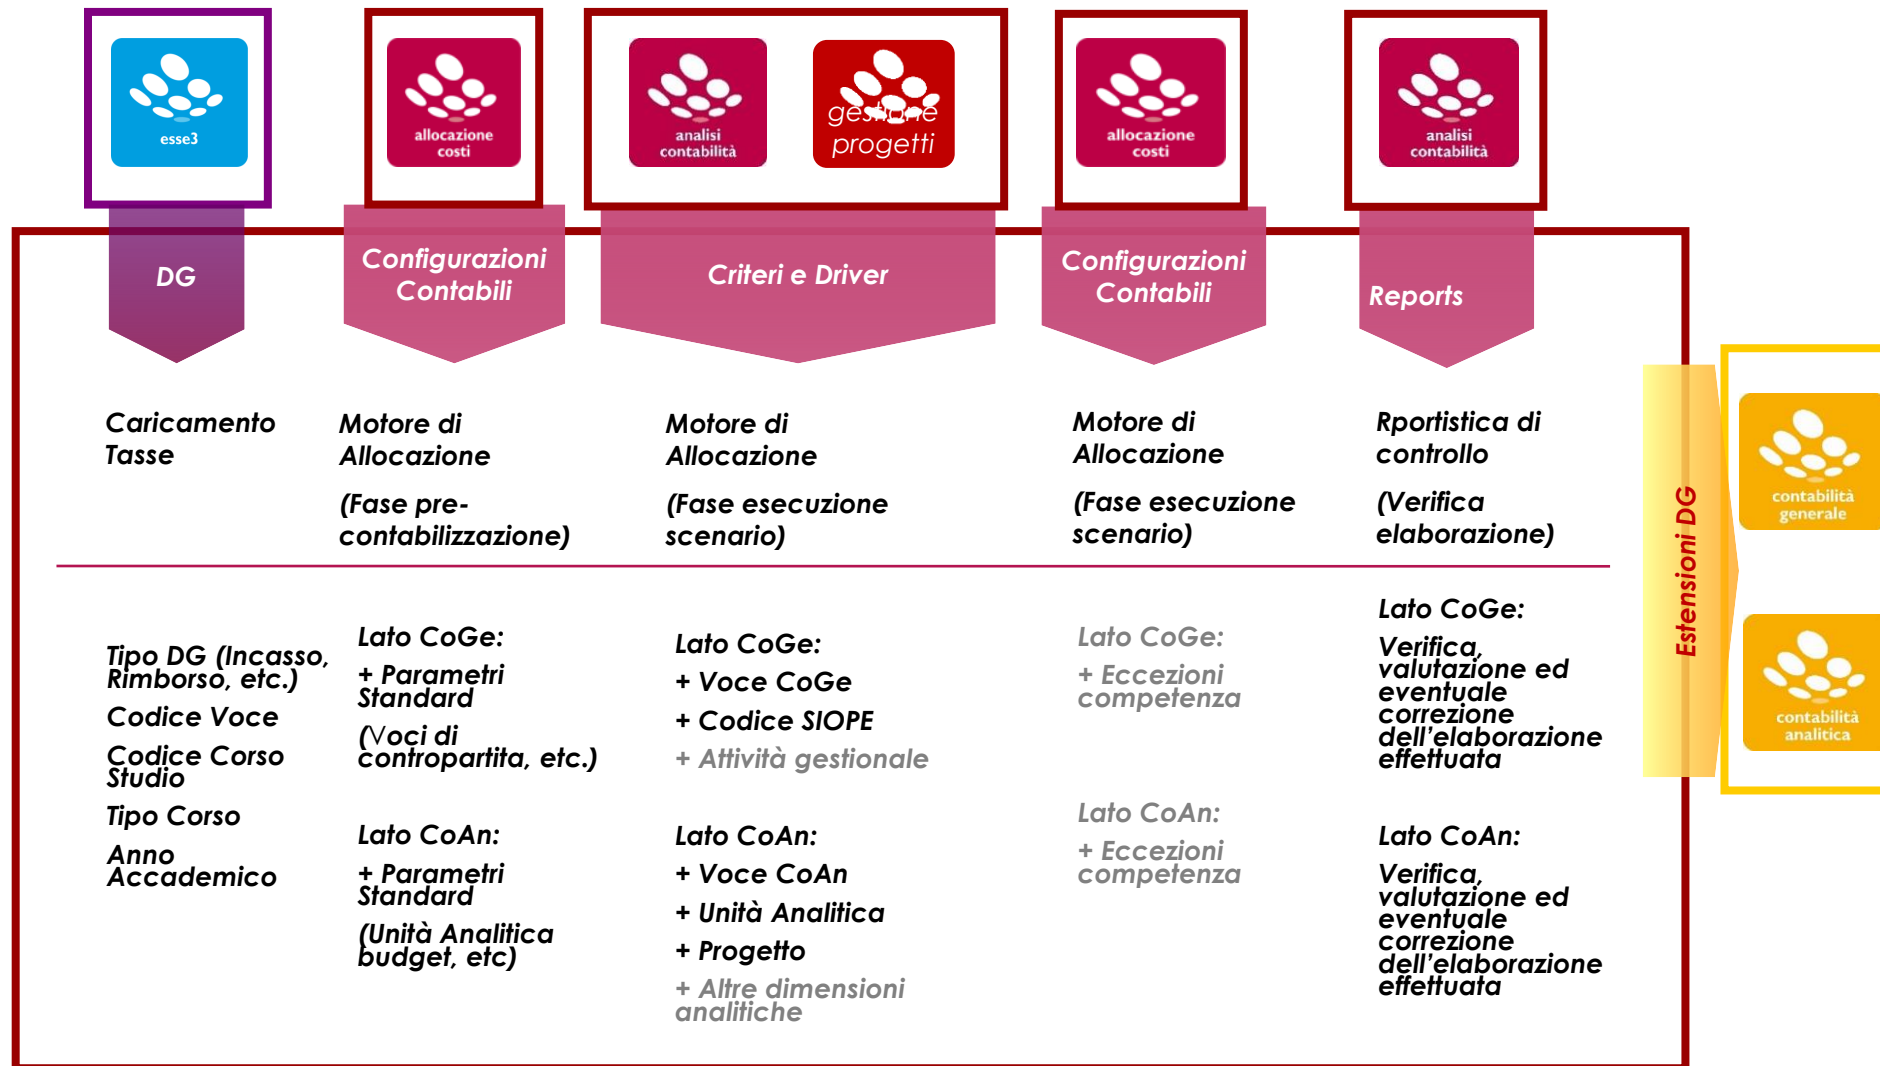 esse3
allocazione
costi
analisi
contabilità
gestione
progetti
allocazione
costi
analisi
contabilità
DG
Configurazioni
Contabili
Criteri e Driver
Configurazioni
Contabili
Reports
Caricamento
Tasse
Motore di
Allocazione
(Fase pre-
contabilizzazione)
Motore di
Allocazione
(Fase esecuzione
scenario)
Motore di
Allocazione
(Fase esecuzione
scenario)
Rportistica di
controllo
(Verifica
elaborazione)
Tipo DG (Incasso,
Rimborso, etc.)
Codice Voce
Codice Corso
Studio
Tipo Corso
Anno
Accademico
Lato CoGe:
+ Parametri
Standard
(Voci di
contropartita, etc.)
Lato CoAn:
+ Parametri
Standard
(Unità Analitica
budget, etc)
Lato CoGe:
+ Voce CoGe
+ Codice SIOPE
+ Attività gestionale
Lato CoAn:
+ Voce CoAn
+ Unità Analitica
+ Progetto
+ Altre dimensioni
analitiche
Lato CoGe:
+ Eccezioni
competenza
Lato CoAn:
+ Eccezioni
competenza
Lato CoGe:
Verifica,
valutazione ed
eventuale
correzione
dell'elaborazione
effettuata
Lato CoAn:
Verifica,
valutazione ed
eventuale
correzione
dell'elaborazione
effettuata
Estensioni DG
contabilità
generale
contabilità
analitica